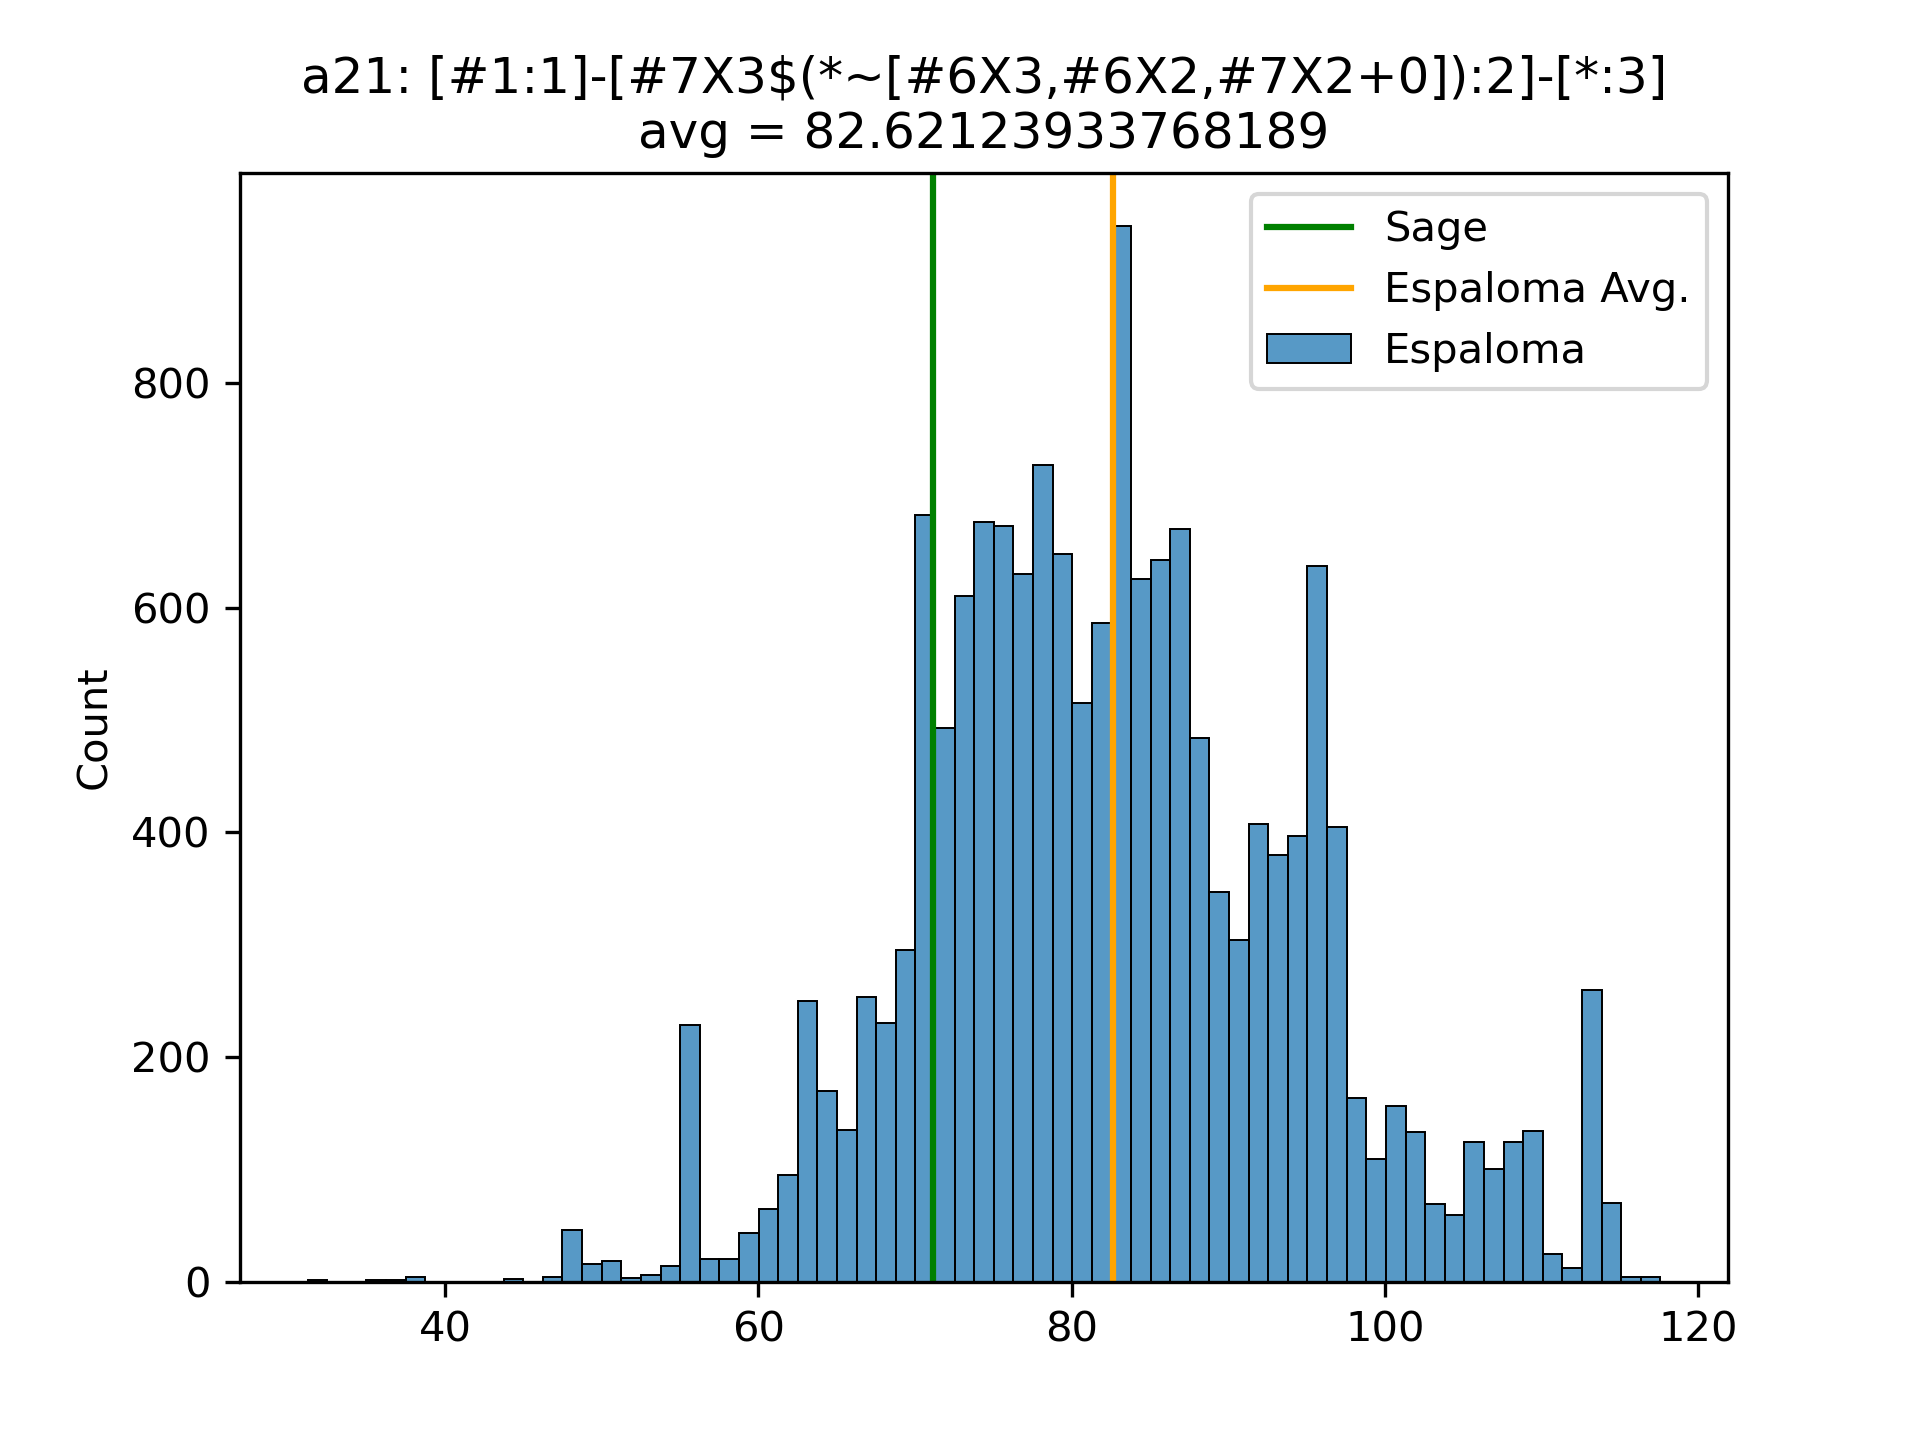 a21: [#1:1]-[#7X3$(*~[#6X3,#6X2,#7X2+0]):2]-[*:3]
avg = 82.62123933768189
Sage
Espaloma Avg.
Espaloma
Count
800
600
400
200
0
40
60
80
100
120